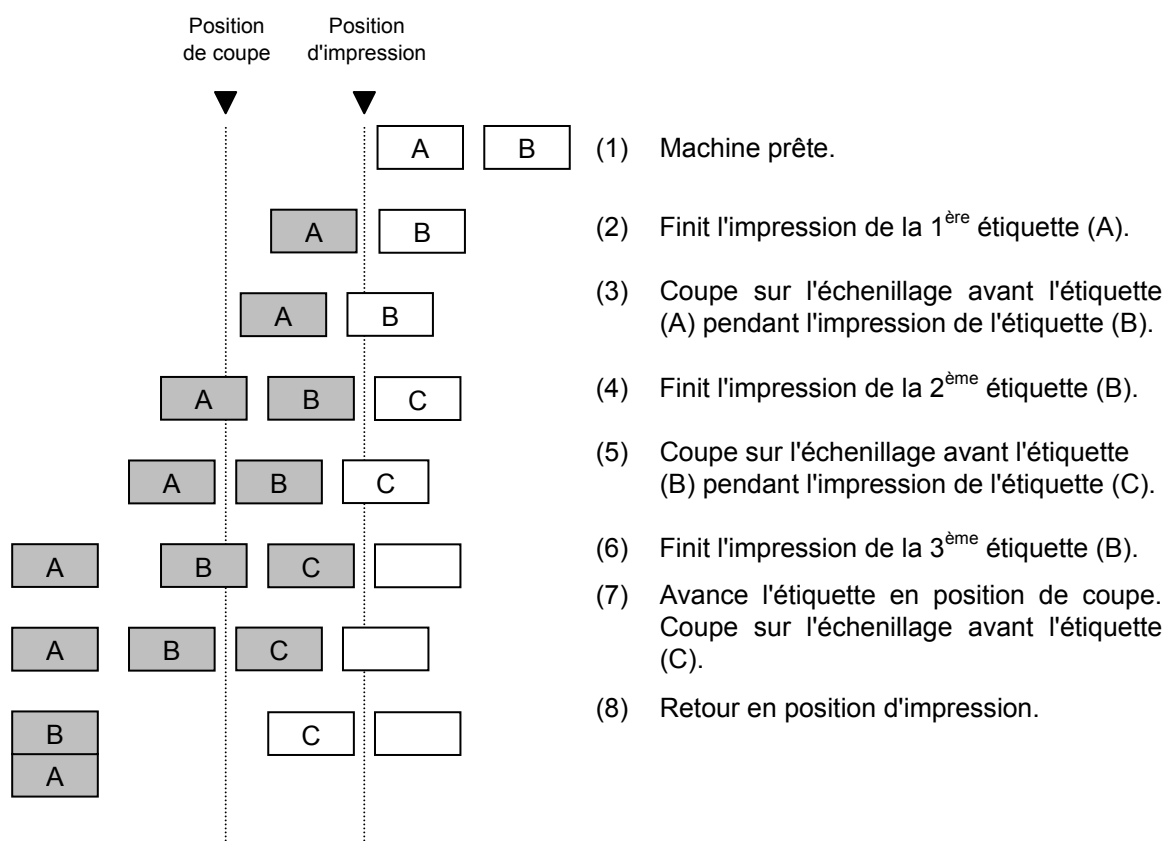 Position
de coupe
Position
d'impression
A B (1) Machine prête.
A B (2) Finit l'impression de la 1ère étiquette (A).
A B (3) Coupe sur l'échenillage avant l'étiquette
(A) pendant l'impression de l'étiquette (B).
A B C (4) Finit l'impression de la 2ème étiquette (B).
A B C (5) Coupe sur l'échenillage avant l'étiquette
(B) pendant l'impression de l'étiquette (C).
A B C (6) Finit l'impression de la 3ème étiquette (B).
A B C (7) Avance l'étiquette en position de coupe.
Coupe sur l'échenillage avant l'étiquette
(C).
B C (8) Retour en position d'impression.
A